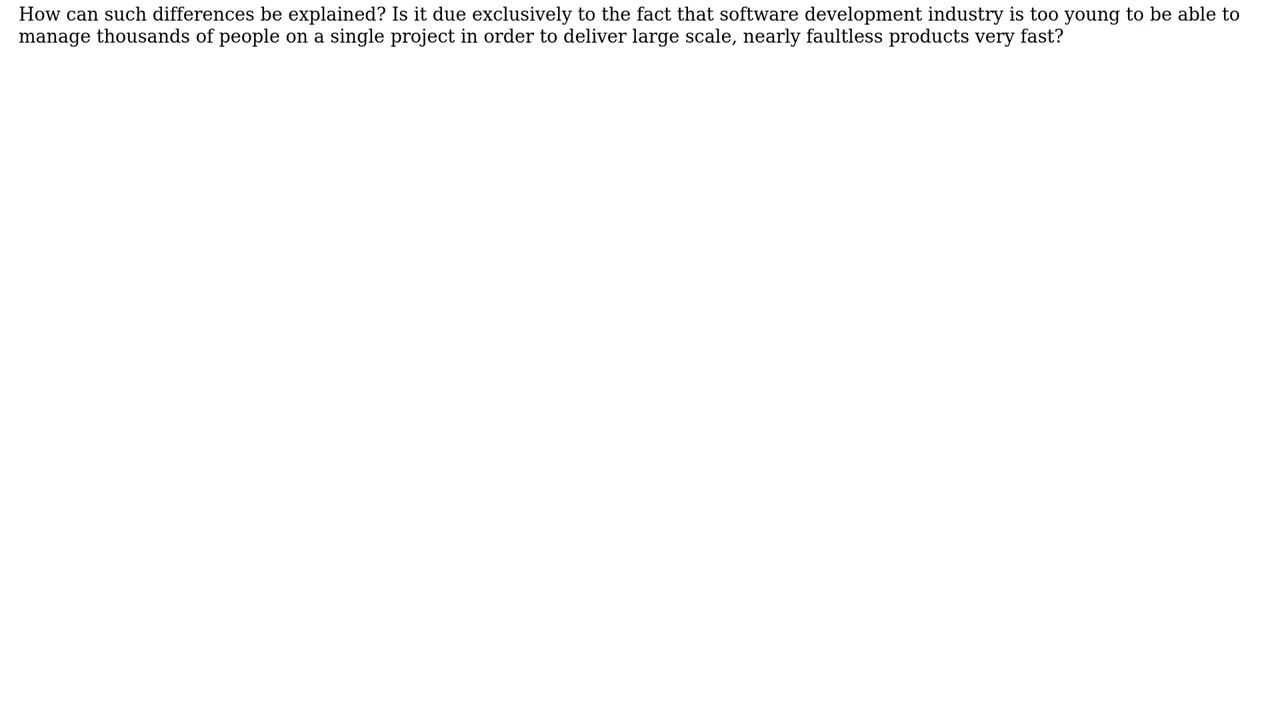 How can such differences be explained? Is it due exclusively to the fact that software development industry is too young to be able to
manage thousands of people on a single project in order to deliver large scale, nearly faultless products very fast?